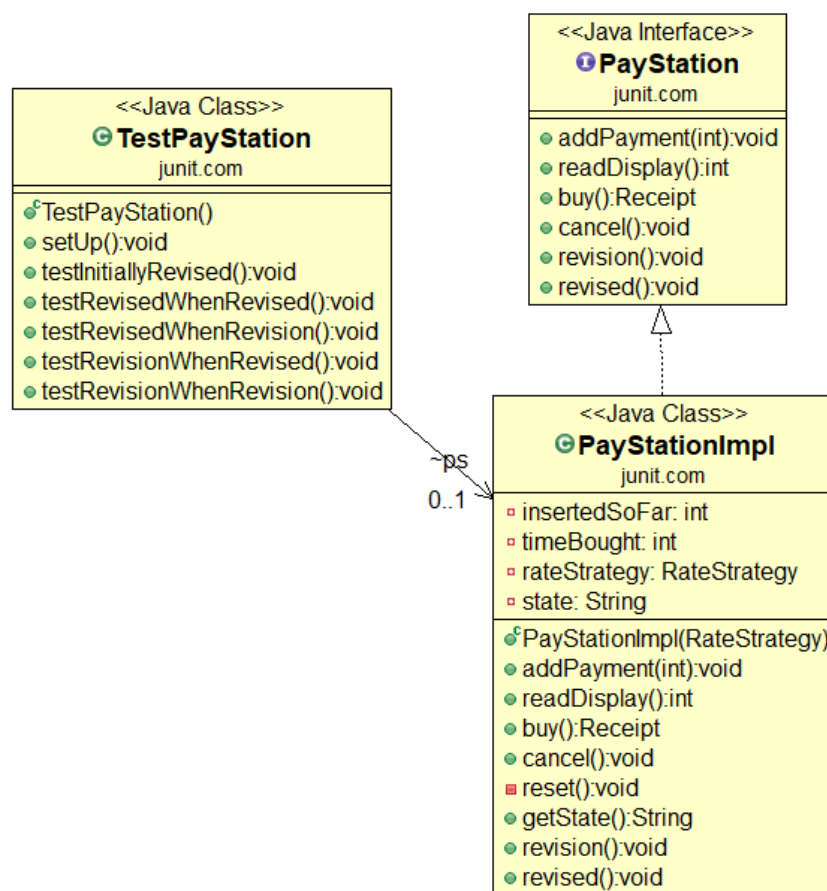 <<Java Interface>>
PayStation
junit.com
addPayment(int):void
readDisplay():int
buy():Receipt
cancel():void
revision():void
revised():void
<<Java Class>>
TestPayStation
junit.com
TestPayStation()
setUp():void
testInitiallyRevised():void
testRevisedWhenRevised():void
testRevisedWhenRevision():void
testRevisionWhenRevised():void
testRevisionWhenRevision():void
~ps
0..1
<<Java Class>>
PayStationImpl
junit.com
insertedSoFar: int
timeBought: int
rateStrategy: RateStrategy
state: String
PayStationImpl(RateStrategy)
addPayment(int):void
readDisplay():int
buy():Receipt
cancel():void
reset():void
getState():String
revision():void
revised():void